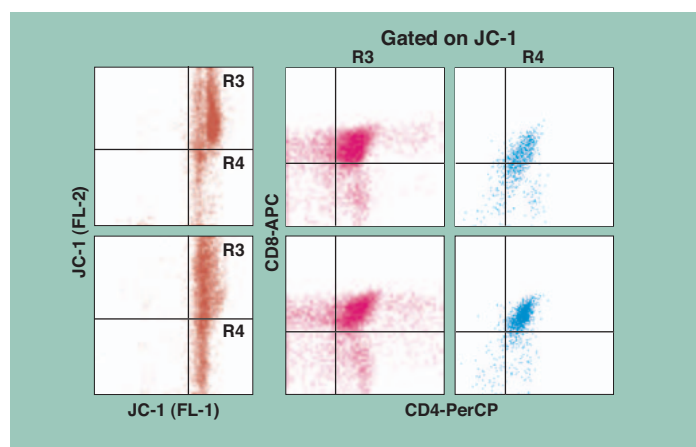 Gated on JC-1
R3
R4
R3
R4
JC-1 (FL-2)
CD8-APC
R3
R4
JC-1 (FL-1)
CD4-PerCP